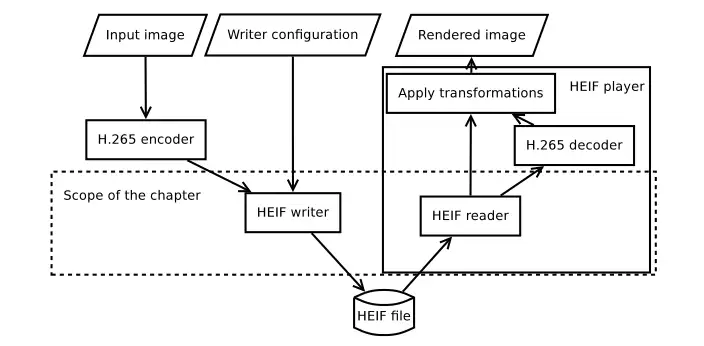 Input image
Writer configuration
Rendered image
HEIF player
Apply transformations
H.265 encoder
H.265 decoder
Scope of the chapter
HEIF writer
HEIF reader
HEIF file